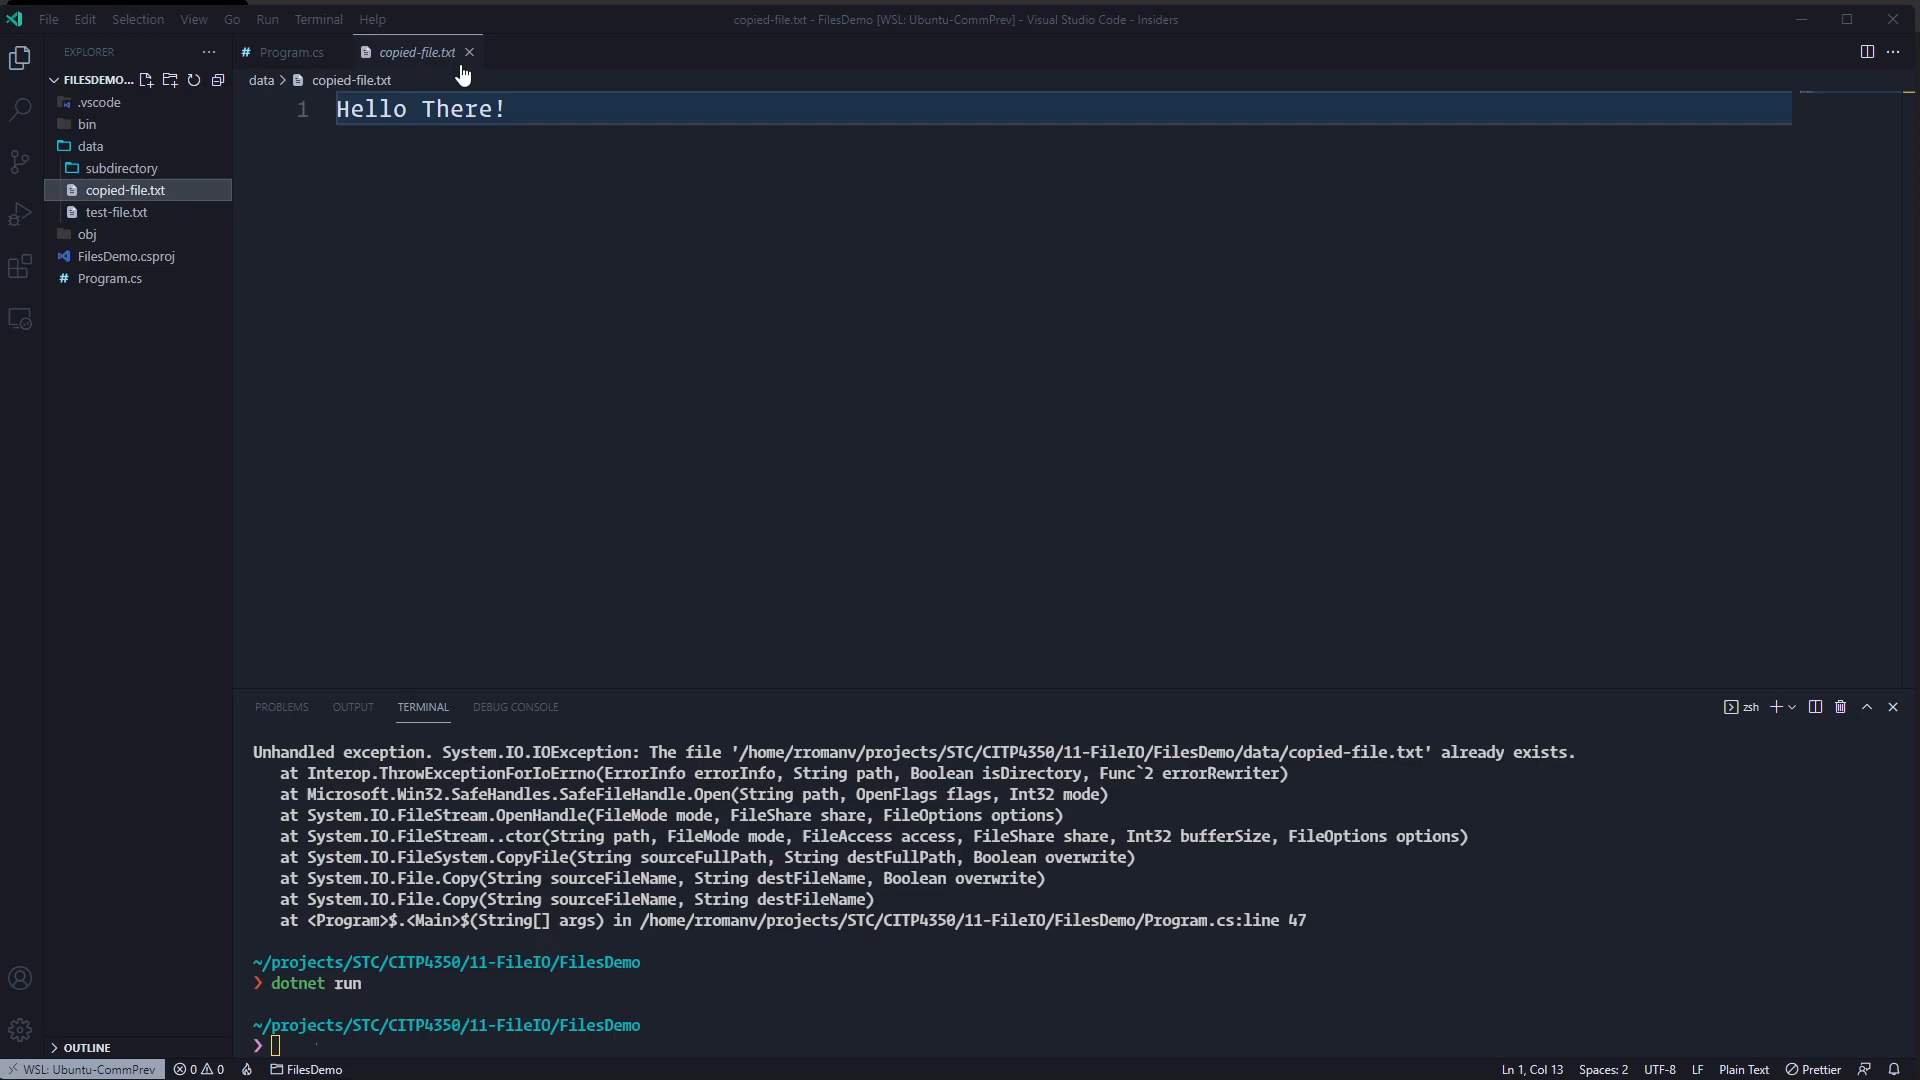 File Edit Selection View Go Run Terminal Help
copied-file.txt - FilesDemo [WSL: Ubuntu-CommPrev] - Visual Studio Code - Insiders
EXPLORER
# Program.cs
copied-file.txt
FILESDEMO...
data > copied-file.txt
.vscode
bin
data
subdirectory
copied-file.txt
test-file.txt
obj
FilesDemo.csproj
# Program.cs
1 Hello There!
PROBLEMS OUTPUT TERMINAL DEBUG CONSOLE
zsh
Unhandled exception. System.IO.IOException: The file '/home/rromanv/projects/STC/CITP4350/11-FileIO/FilesDemo/data/copied-file.txt' already exists.
at Interop.ThrowExceptionForIoErrno(ErrorInfo errorInfo, String path, Boolean isDirectory, Func`2 errorRewriter)
at Microsoft.Win32.SafeHandles.SafeFileHandle.Open(String path, OpenFlags flags, Int32 mode)
at System.IO.FileStream.OpenHandle(FileMode mode, FileShare share, FileOptions options)
at System.IO.FileStream..ctor(String path, FileMode mode, FileAccess access, FileShare share, Int32 bufferSize, FileOptions options)
at System.IO.FileSystem.CopyFile(String sourceFullPath, String destFullPath, Boolean overwrite)
at System.IO.File.Copy(String sourceFileName, String destFileName, Boolean overwrite)
at System.IO.File.Copy(String sourceFileName, String destFileName)
at <Program>$.<Main>$(String[] args) in /home/rromanv/projects/STC/CITP4350/11-FileIO/FilesDemo/Program.cs:line 47
~/projects/STC/CITP4350/11-FileIO/FilesDemo
❯ dotnet run
~/projects/STC/CITP4350/11-FileIO/FilesDemo
❯
OUTLINE
WSL: Ubuntu-CommPrev 0 0 FilesDemo
Ln 1, Col 13 Spaces: 2 UTF-8 LF Plain Text Prettier